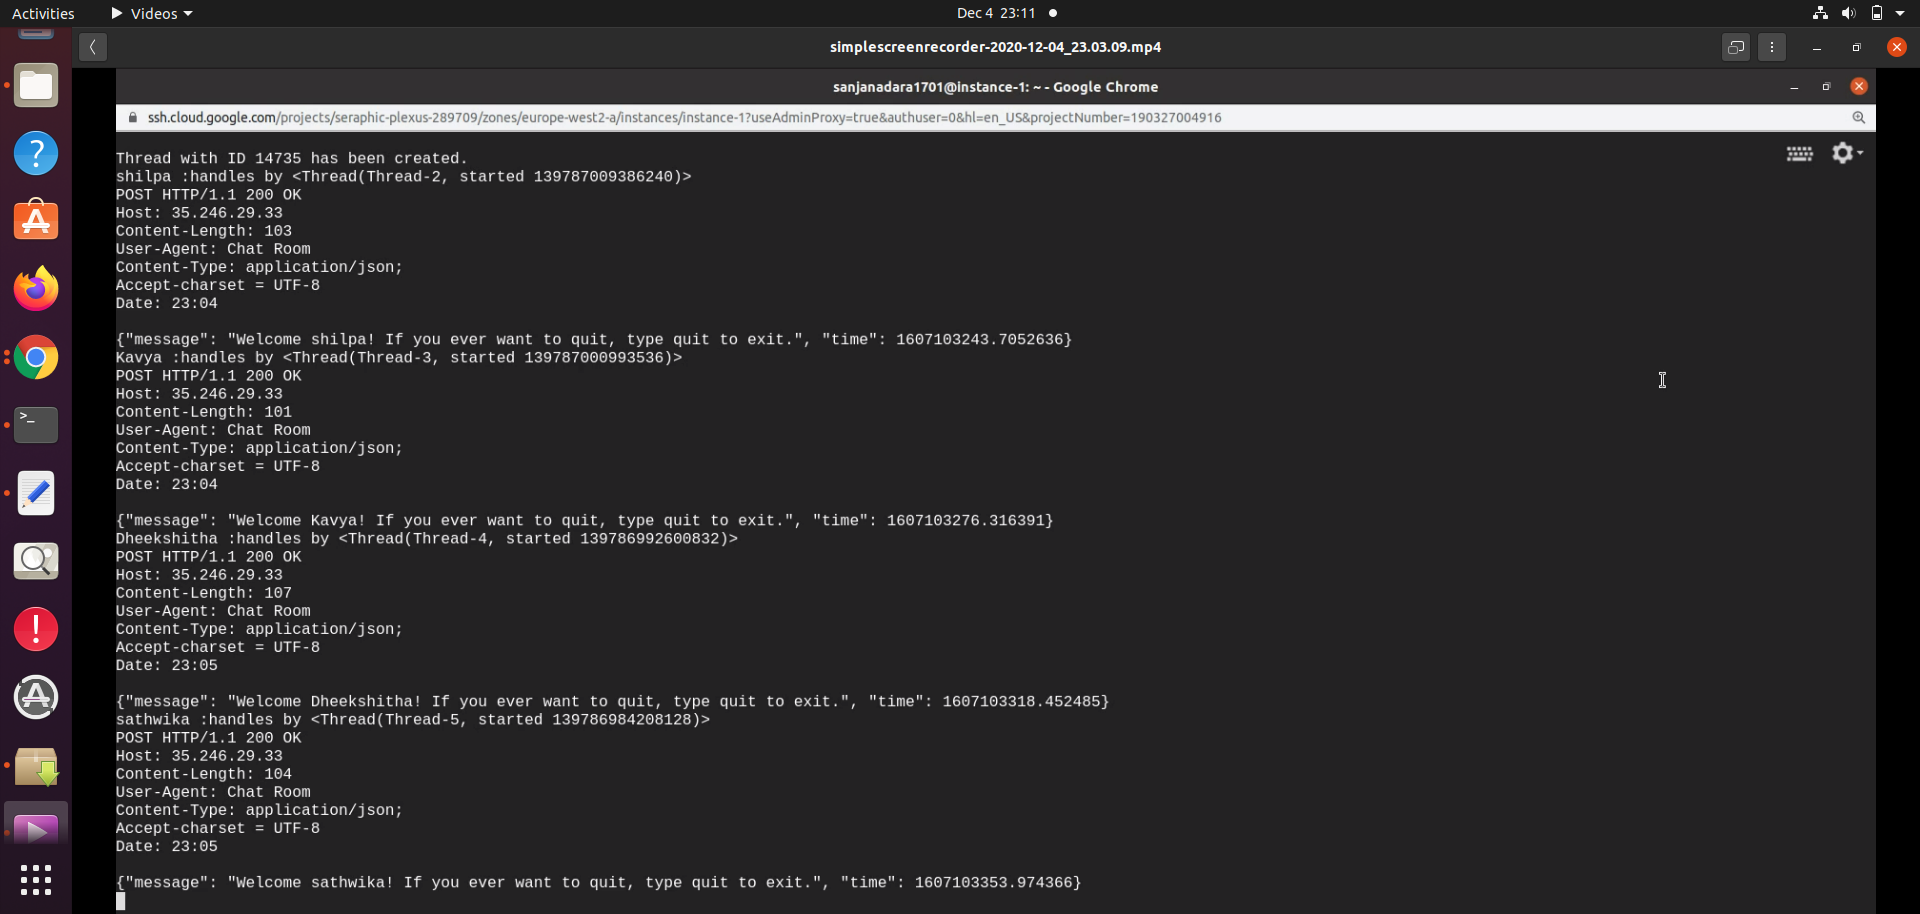 Activities
Videos
Dec 4 23:11
simplescreenrecorder-2020-12-04_23.03.09.mp4
sanjanadara1701@instance-1: ~ - Google Chrome
ssh.cloud.google.com/projects/seraphic-plexus-289709/zones/europe-west2-a/instances/instance-1?useAdminProxy=true&authuser=0&hl=en_US&projectNumber=190327004916
Thread with ID 14735 has been created.
shilpa :handles by <Thread(Thread-2, started 139787009386240)>
POST HTTP/1.1 200 OK
Host: 35.246.29.33
Content-Length: 103
User-Agent: Chat Room
Content-Type: application/json;
Accept-charset = UTF-8
Date: 23:04
{"message": "Welcome shilpa! If you ever want to quit, type quit to exit.", "time": 1607103243.7052636}
Kavya :handles by <Thread(Thread-3, started 139787000993536)>
POST HTTP/1.1 200 OK
Host: 35.246.29.33
Content-Length: 101
User-Agent: Chat Room
Content-Type: application/json;
Accept-charset = UTF-8
Date: 23:04
{"message": "Welcome Kavya! If you ever want to quit, type quit to exit.", "time": 1607103276.316391}
Dheekshitha :handles by <Thread(Thread-4, started 139786992600832)>
POST HTTP/1.1 200 OK
Host: 35.246.29.33
Content-Length: 107
User-Agent: Chat Room
Content-Type: application/json;
Accept-charset = UTF-8
Date: 23:05
{"message": "Welcome Dheekshitha! If you ever want to quit, type quit to exit.", "time": 1607103318.452485}
sathwika :handles by <Thread(Thread-5, started 139786984208128)>
POST HTTP/1.1 200 OK
Host: 35.246.29.33
Content-Length: 104
User-Agent: Chat Room
Content-Type: application/json;
Accept-charset = UTF-8
Date: 23:05
{"message": "Welcome sathwika! If you ever want to quit, type quit to exit.", "time": 1607103353.974366}